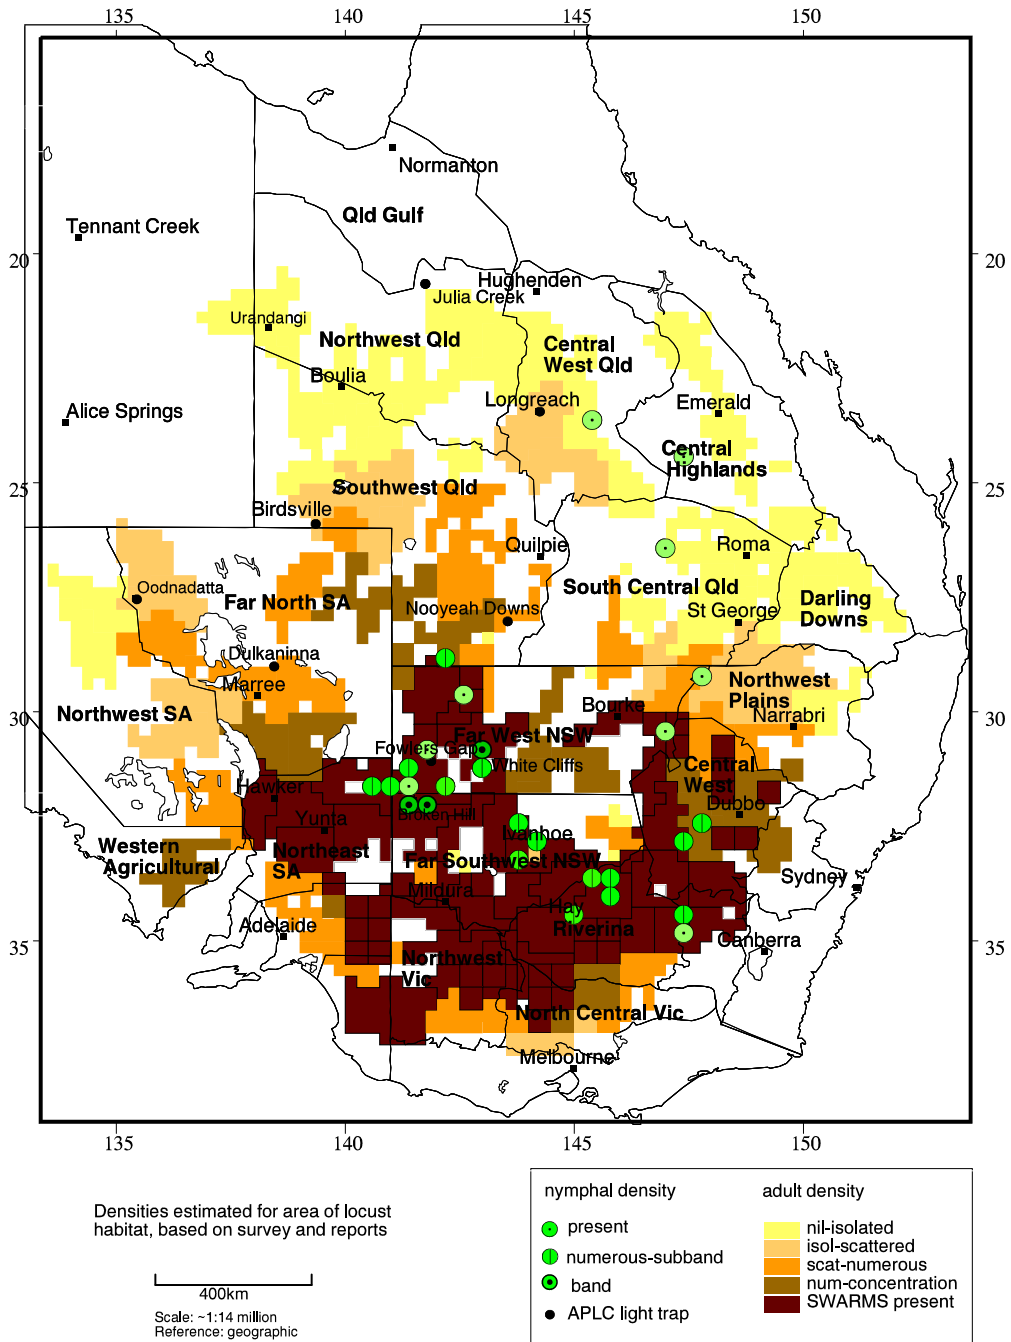 135 140 145 150
Normanton
Qld Gulf
Tennant Creek
20 20
Hughenden
Julia Creek
Urandangi
Northwest Qld
Central
West Qld
Boulia
Longreach
Emerald
Alice Springs
Central
Highlands
25 25
Southwest Qld
Birdsville
Quilpie
Roma
Oodnadatta
South Central Qld
Far North SA
Nooyeah Downs
St George
Darling
Downs
Dulkaninna
Marree
Northwest
Plains
Northwest SA
Bourke
Narrabri
30 30
Far West NSW
Fowlers Gap
White Cliffs
Central
West
Hawker
Dubbo
Broken Hill
Yunta
Ivanhoe
Western
Agricultural
Northeast
SA
Far Southwest NSW
Sydney
Mildura
Hay
Adelaide
Riverina
Canberra
35 35
Northwest
Vic
North Central Vic
Melbourne
135 140 145 150
Densities estimated for area of locust
habitat, based on survey and reports
400km
Scale: ~1:14 million
Reference: geographic
nymphal density
present
numerous-subband
band
APLC light trap
adult density
nil-isolated
isol-scattered
scat-numerous
num-concentration
SWARMS present